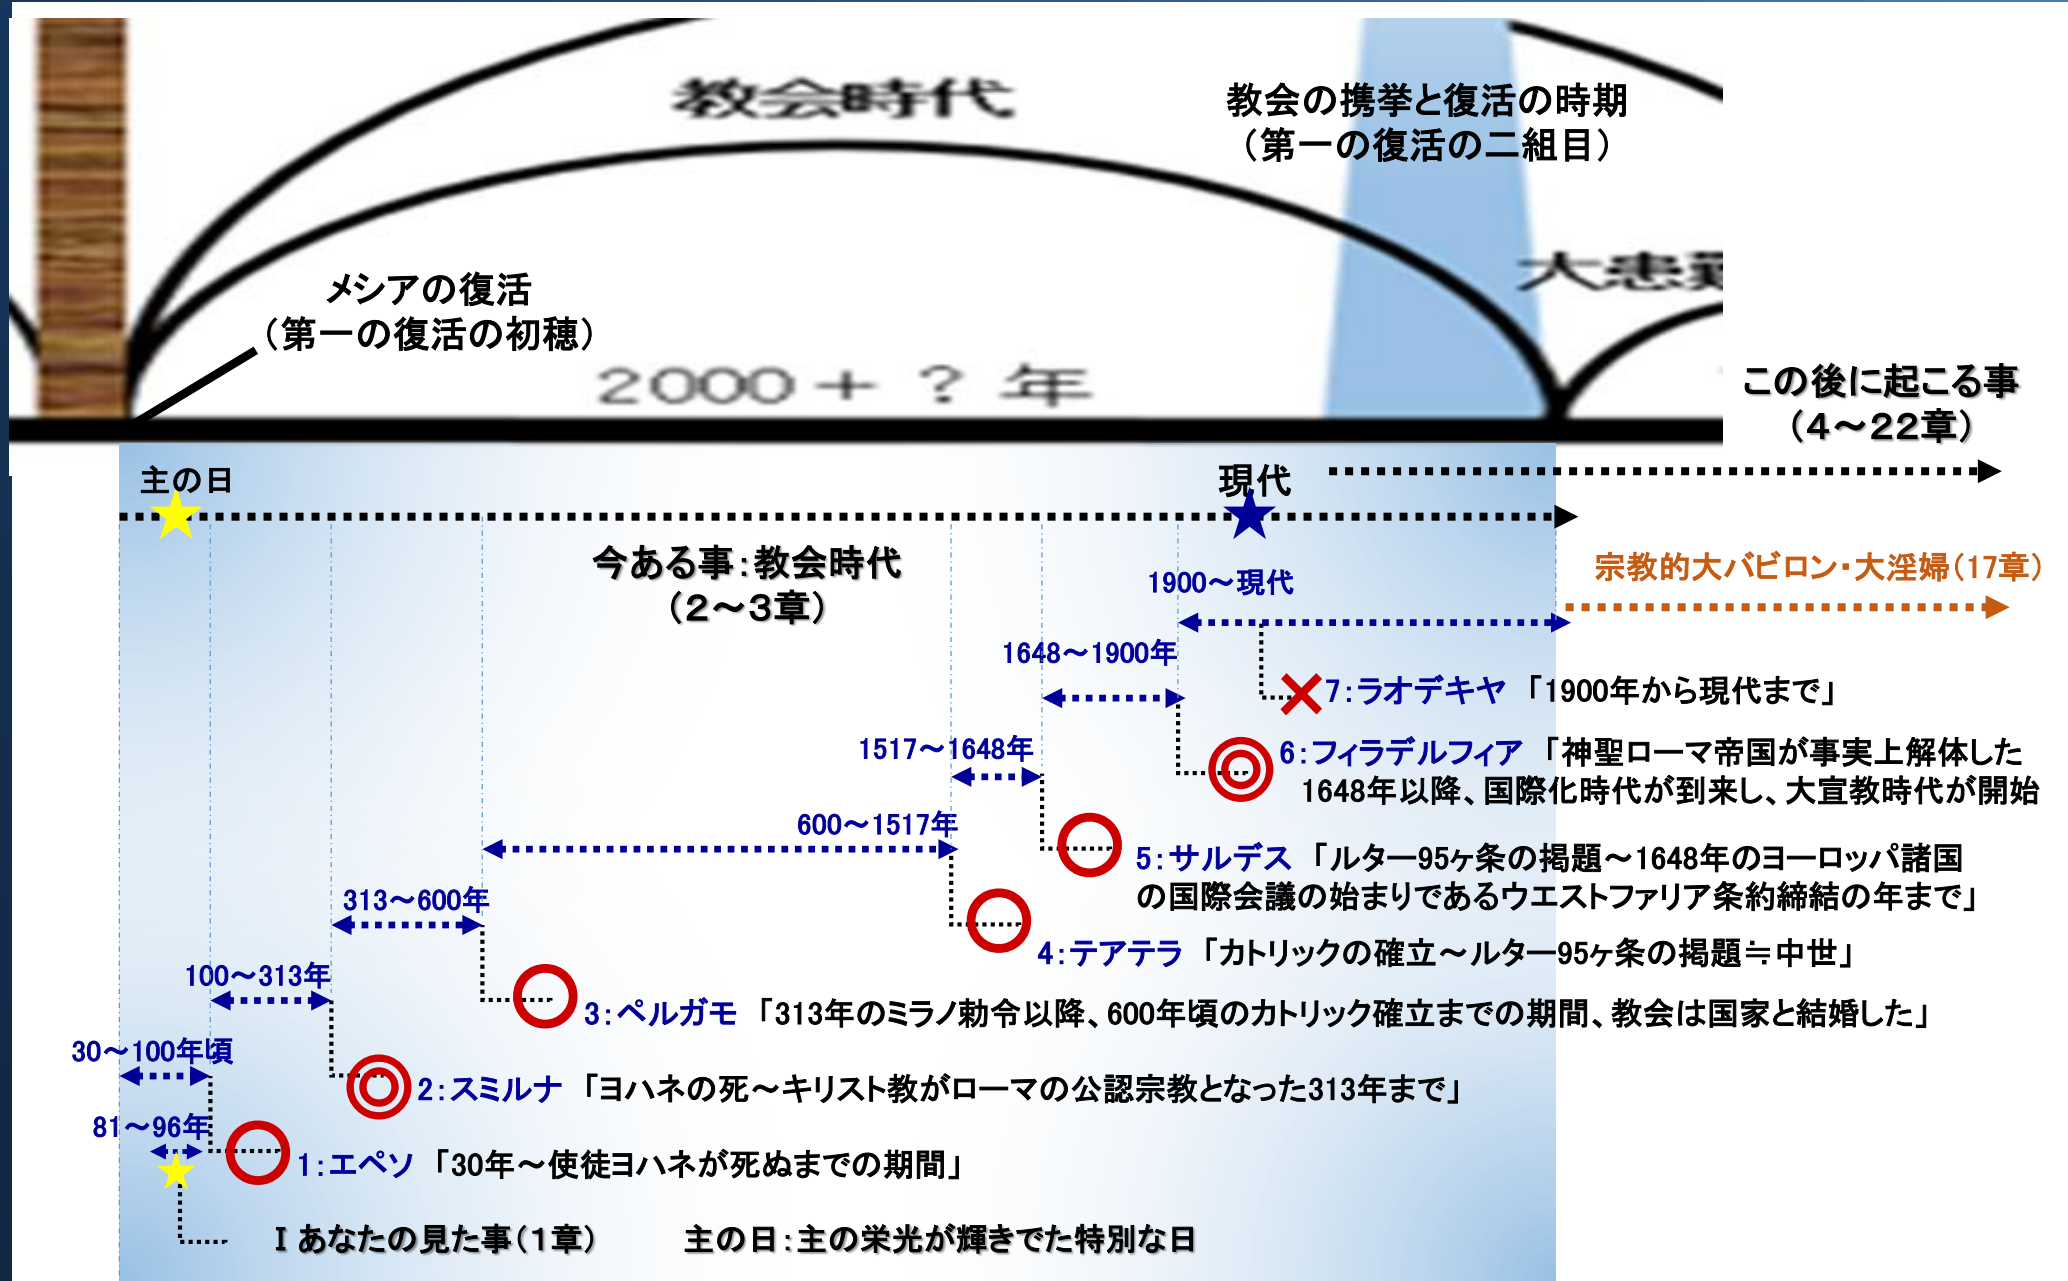 教会時代
教会の携挙と復活の時期
（第一の復活の二組目）
メシアの復活
（第一の復活の初穂）
大患
2000＋？年
この後に起こる事
（4～22章）
主の日
現代
今ある事：教会時代
（2～3章）
宗教的大バビロン・大淫婦（17章）
1900～現代
1648～1900年
7：ラオデキヤ 「1900年から現代まで」
1517～1648年
6：フィラデルフィア 「神聖ローマ帝国が事実上解体した
1648年以降、国際化時代が到来し、大宣教時代が開始
600～1517年
5：サルデス 「ルター95ヶ条の掲題～1648年のヨーロッパ諸国
の国際会議の始まりであるウエストファリア条約締結の年まで」
313～600年
4：テアテラ 「カトリックの確立～ルター95ヶ条の掲題≒中世」
100～313年
3：ペルガモ 「313年のミラノ勅令以降、600年頃のカトリック確立までの期間、教会は国家と結婚した」
30～100年頃
2：スミルナ 「ヨハネの死～キリスト教がローマの公認宗教となった313年まで」
81～96年
1：エペソ 「30年～使徒ヨハネが死ぬまでの期間」
Ⅰ あなたの見た事（1章） 主の日：主の栄光が輝きでた特別な日